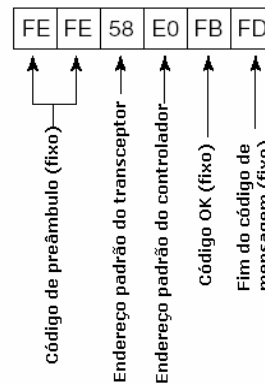 FE FE 58 E0 FB FD
Código de preâmbulo (fixo)
Endereço padrão do transceptor
Endereço padrão do controlador
Código OK (fixo)
Fim do código de
mensagem (fixo)